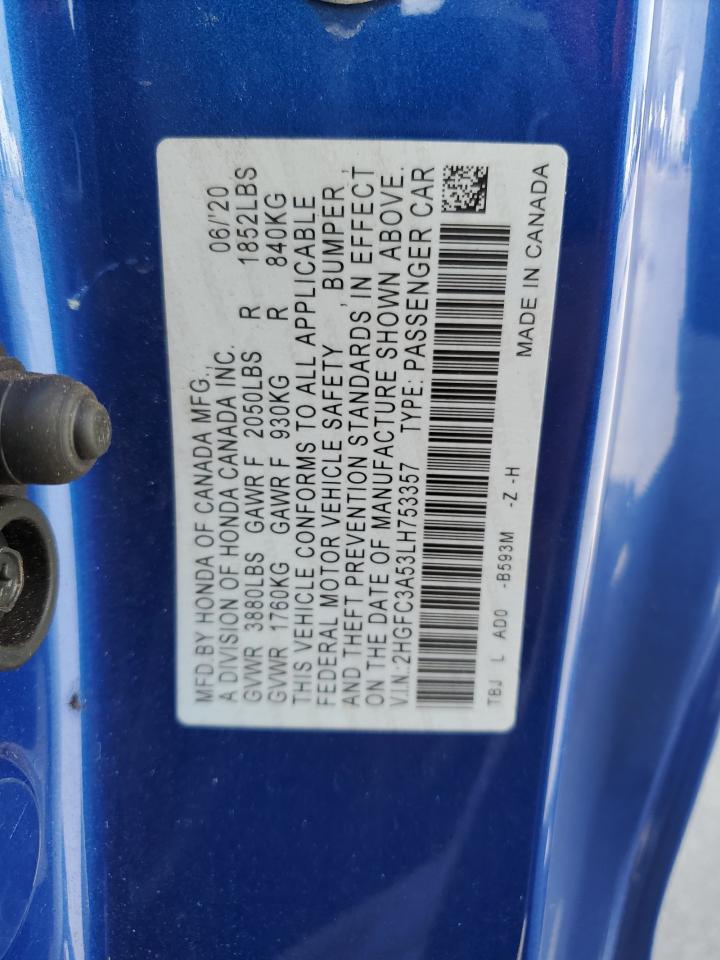 MFD.BY HONDA OF CANADA MFG., 06/'20
A DIVISION OF HONDA CANADA INC.
GVWR 3880LBS GAWR F 2050LBS R 1852LBS
GVWR 1760KG GAWR F 930KG R 840KG
THIS VEHICLE CONFORMS TO ALL APPLICABLE
FEDERAL MOTOR VEHICLE SAFETY , BUMPER ,
AND THEFT PREVENTION STANDARDS IN EFFECT
ON THE DATE OF MANUFACTURE SHOWN ABOVE.
V.I.N.:2HGFC3A53LH753357 TYPE: PASSENGER CAR
TBJ L AD0 -B593M -Z -H
MADE IN CANADA